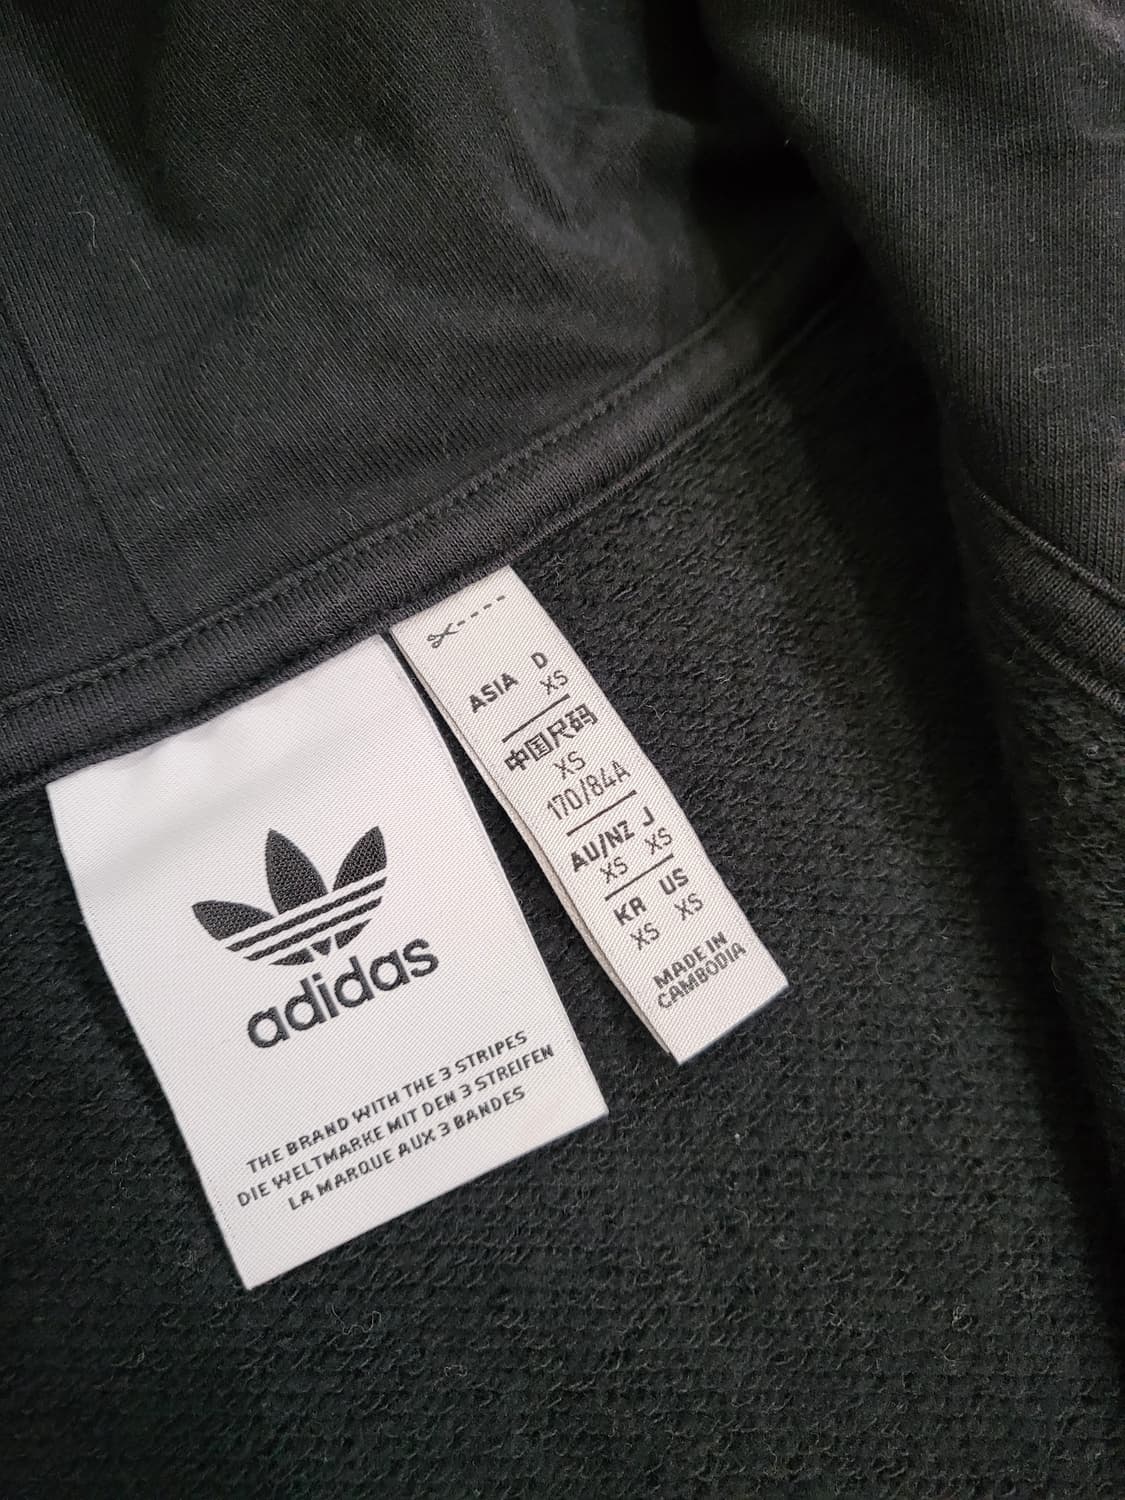 adidas
THE BRAND WITH THE 3 STRIPES
DIE WELTMARKE MIT DEN 3 STREIFEN
LA MARQUE AUX 3 BANDES
ASIA D
XS
中国尺码
XS
170/84A
AU/NZ J
XS XS
KR US
XS XS
MADE IN
CAMBODIA